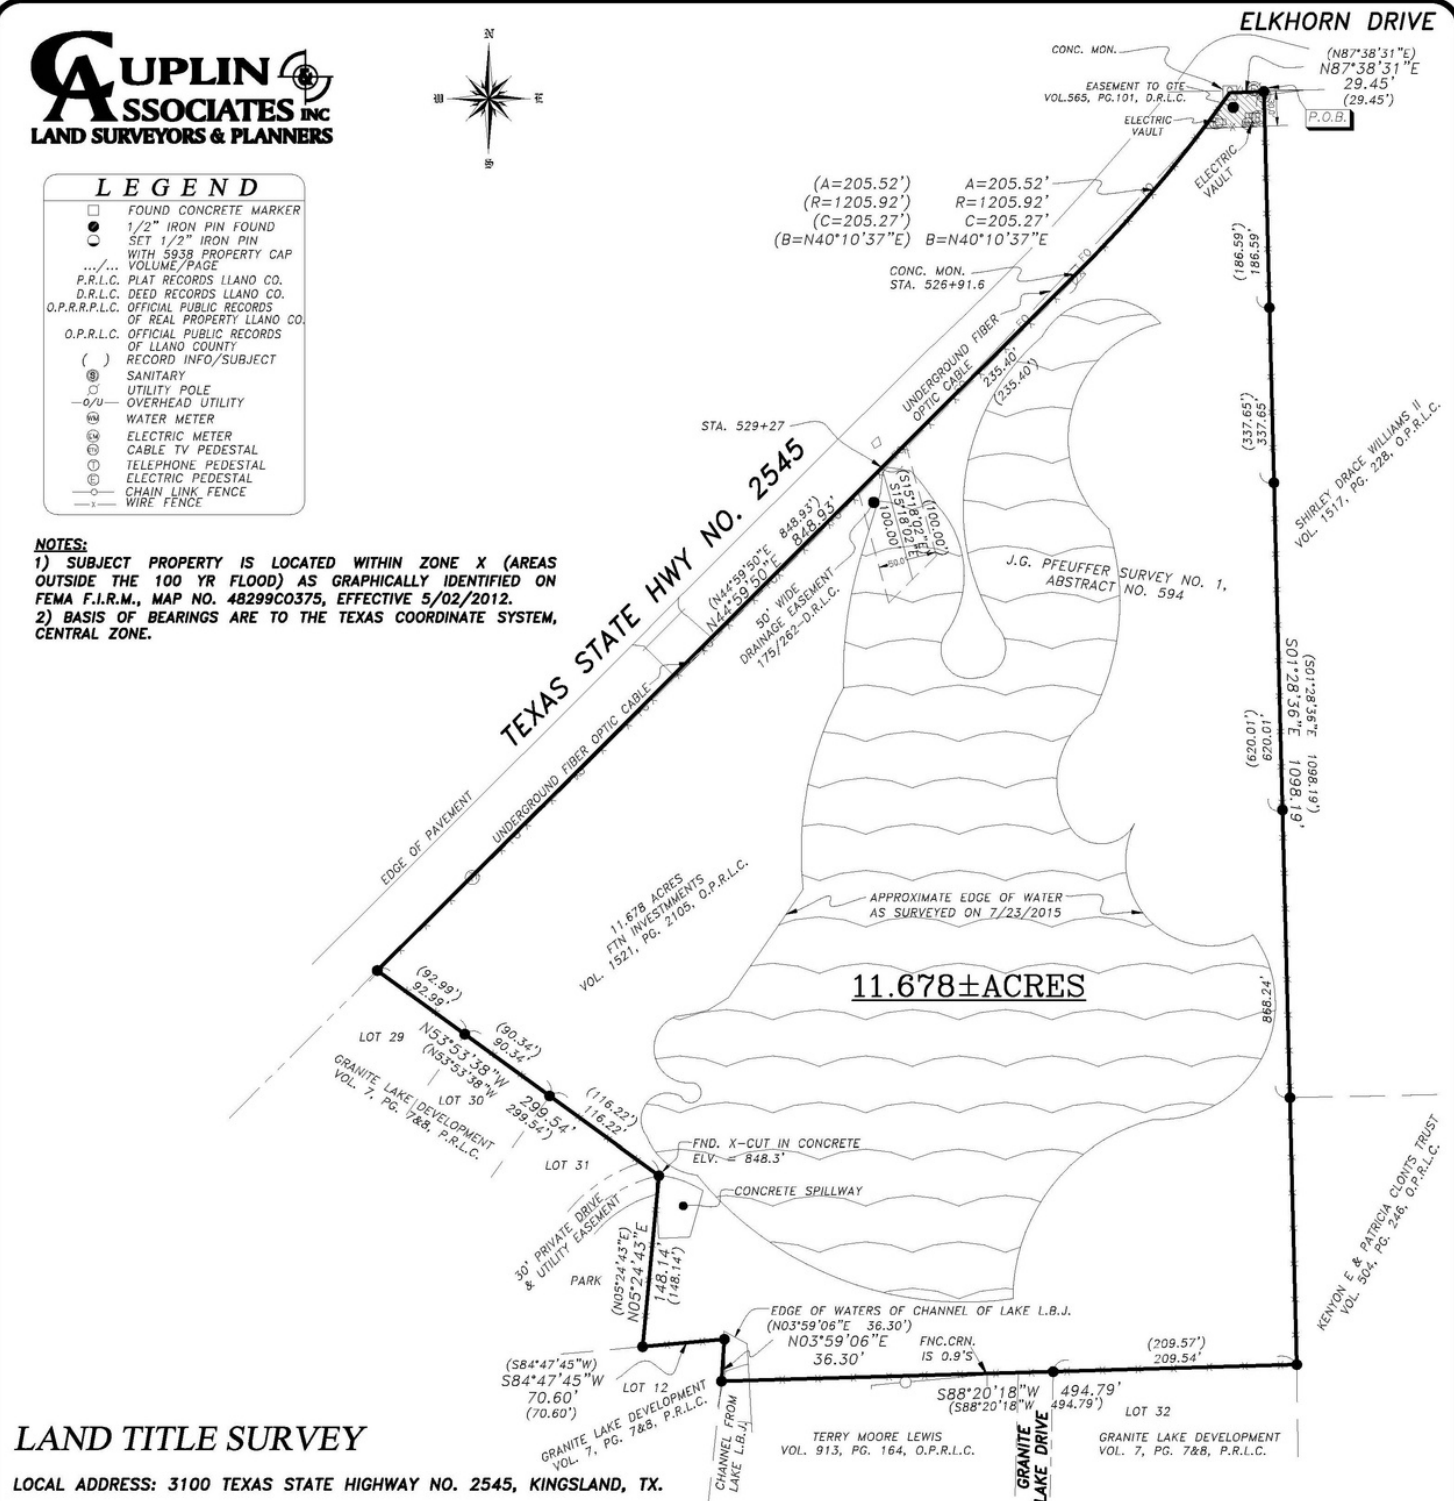 CUPLIN &
ASSOCIATES INC
LAND SURVEYORS & PLANNERS
N
W
E
S
LEGEND
FOUND CONCRETE MARKER
1/2" IRON PIN FOUND
SET 1/2" IRON PIN
WITH 5938 PROPERTY CAP
.../... VOLUME/PAGE
P.R.L.C. PLAT RECORDS LLANO CO.
D.R.L.C. DEED RECORDS LLANO CO.
O.P.R.R.P.L.C. OFFICIAL PUBLIC RECORDS
OF REAL PROPERTY LLANO CO.
O.P.R.L.C. OFFICIAL PUBLIC RECORDS
OF LLANO COUNTY
( ) RECORD INFO/SUBJECT
S SANITARY
UTILITY POLE
O/U OVERHEAD UTILITY
WM WATER METER
EM ELECTRIC METER
CABLE TV PEDESTAL
T TELEPHONE PEDESTAL
E ELECTRIC PEDESTAL
CHAIN LINK FENCE
x WIRE FENCE
NOTES:
1) SUBJECT PROPERTY IS LOCATED WITHIN ZONE X (AREAS
OUTSIDE THE 100 YR FLOOD) AS GRAPHICALLY IDENTIFIED ON
FEMA F.I.R.M., MAP NO. 48299C0375, EFFECTIVE 5/02/2012.
2) BASIS OF BEARINGS ARE TO THE TEXAS COORDINATE SYSTEM,
CENTRAL ZONE.
ELKHORN DRIVE
(N87°38'31"E)
N87°38'31"E
29.45'
(29.45')
P.O.B.
CONC. MON.
EASEMENT TO GTE
VOL.565, PG.101, D.R.L.C.
ELECTRIC
VAULT
ELECTRIC
VAULT
(A=205.52')
(R=1205.92')
(C=205.27')
(B=N40°10'37"E)
A=205.52'
R=1205.92'
C=205.27'
B=N40°10'37"E
CONC. MON.
STA. 526+91.6
UNDERGROUND FIBER
OPTIC CABLE
235.40'
(235.40')
STA. 529+27
TEXAS STATE HWY NO. 2545
(N44°59'50"E 848.93')
N44°59'50"E 848.93'
(S15°18'02"E
S15°18'02"E
(100.00')
100.00'
50.0'
50' WIDE
DRAINAGE EASEMENT
175/262-D.R.L.C.
J.G. PFEUFFER SURVEY NO. 1,
ABSTRACT NO. 594
(186.59')
186.59'
(337.65')
337.65'
SHIRLEY DRACE WILLIAMS II
VOL. 1517, PG. 228, O.P.R.L.C.
(S01°28'36"E 1098.19')
S01°28'36"E 1098.19'
(620.01')
620.01'
868.24'
UNDERGROUND FIBER OPTIC CABLE
EDGE OF PAVEMENT
11.678 ACRES
FTN INVESTMMENTS
VOL. 1521, PG. 2105, O.P.R.L.C.
APPROXIMATE EDGE OF WATER
AS SURVEYED ON 7/23/2015
11.678±ACRES
(92.99')
92.99'
(90.34')
90.34'
(116.22')
116.22'
N53°53'38"W 299.54'
(N53°53'38"W 299.54')
LOT 29
LOT 30
LOT 31
GRANITE LAKE DEVELOPMENT
VOL. 7, PG. 7&8, P.R.L.C.
FND. X-CUT IN CONCRETE
ELV. = 848.3'
CONCRETE SPILLWAY
30' PRIVATE DRIVE
& UTILITY EASEMENT
PARK
(N05°24'43"E)
N05°24'43"E
148.14'
(148.14')
KENYON E & PATRICIA CLONTS TRUST
VOL. 504, PG. 246, O.P.R.L.C.
EDGE OF WATERS OF CHANNEL OF LAKE L.B.J.
(N03°59'06"E 36.30')
N03°59'06"E
36.30'
FNC.CRN.
IS 0.9'S
(209.57')
209.54'
(S84°47'45"W)
S84°47'45"W
70.60'
(70.60')
LOT 12
GRANITE LAKE DEVELOPMENT
VOL. 7, PG. 7&8, P.R.L.C.
S88°20'18"W 494.79'
(S88°20'18"W 494.79')
CHANNEL FROM
LAKE L.B.J.
TERRY MOORE LEWIS
VOL. 913, PG. 164, O.P.R.L.C.
GRANITE
LAKE DRIVE
LOT 32
GRANITE LAKE DEVELOPMENT
VOL. 7, PG. 7&8, P.R.L.C.
LAND TITLE SURVEY
LOCAL ADDRESS: 3100 TEXAS STATE HIGHWAY NO. 2545, KINGSLAND, TX.